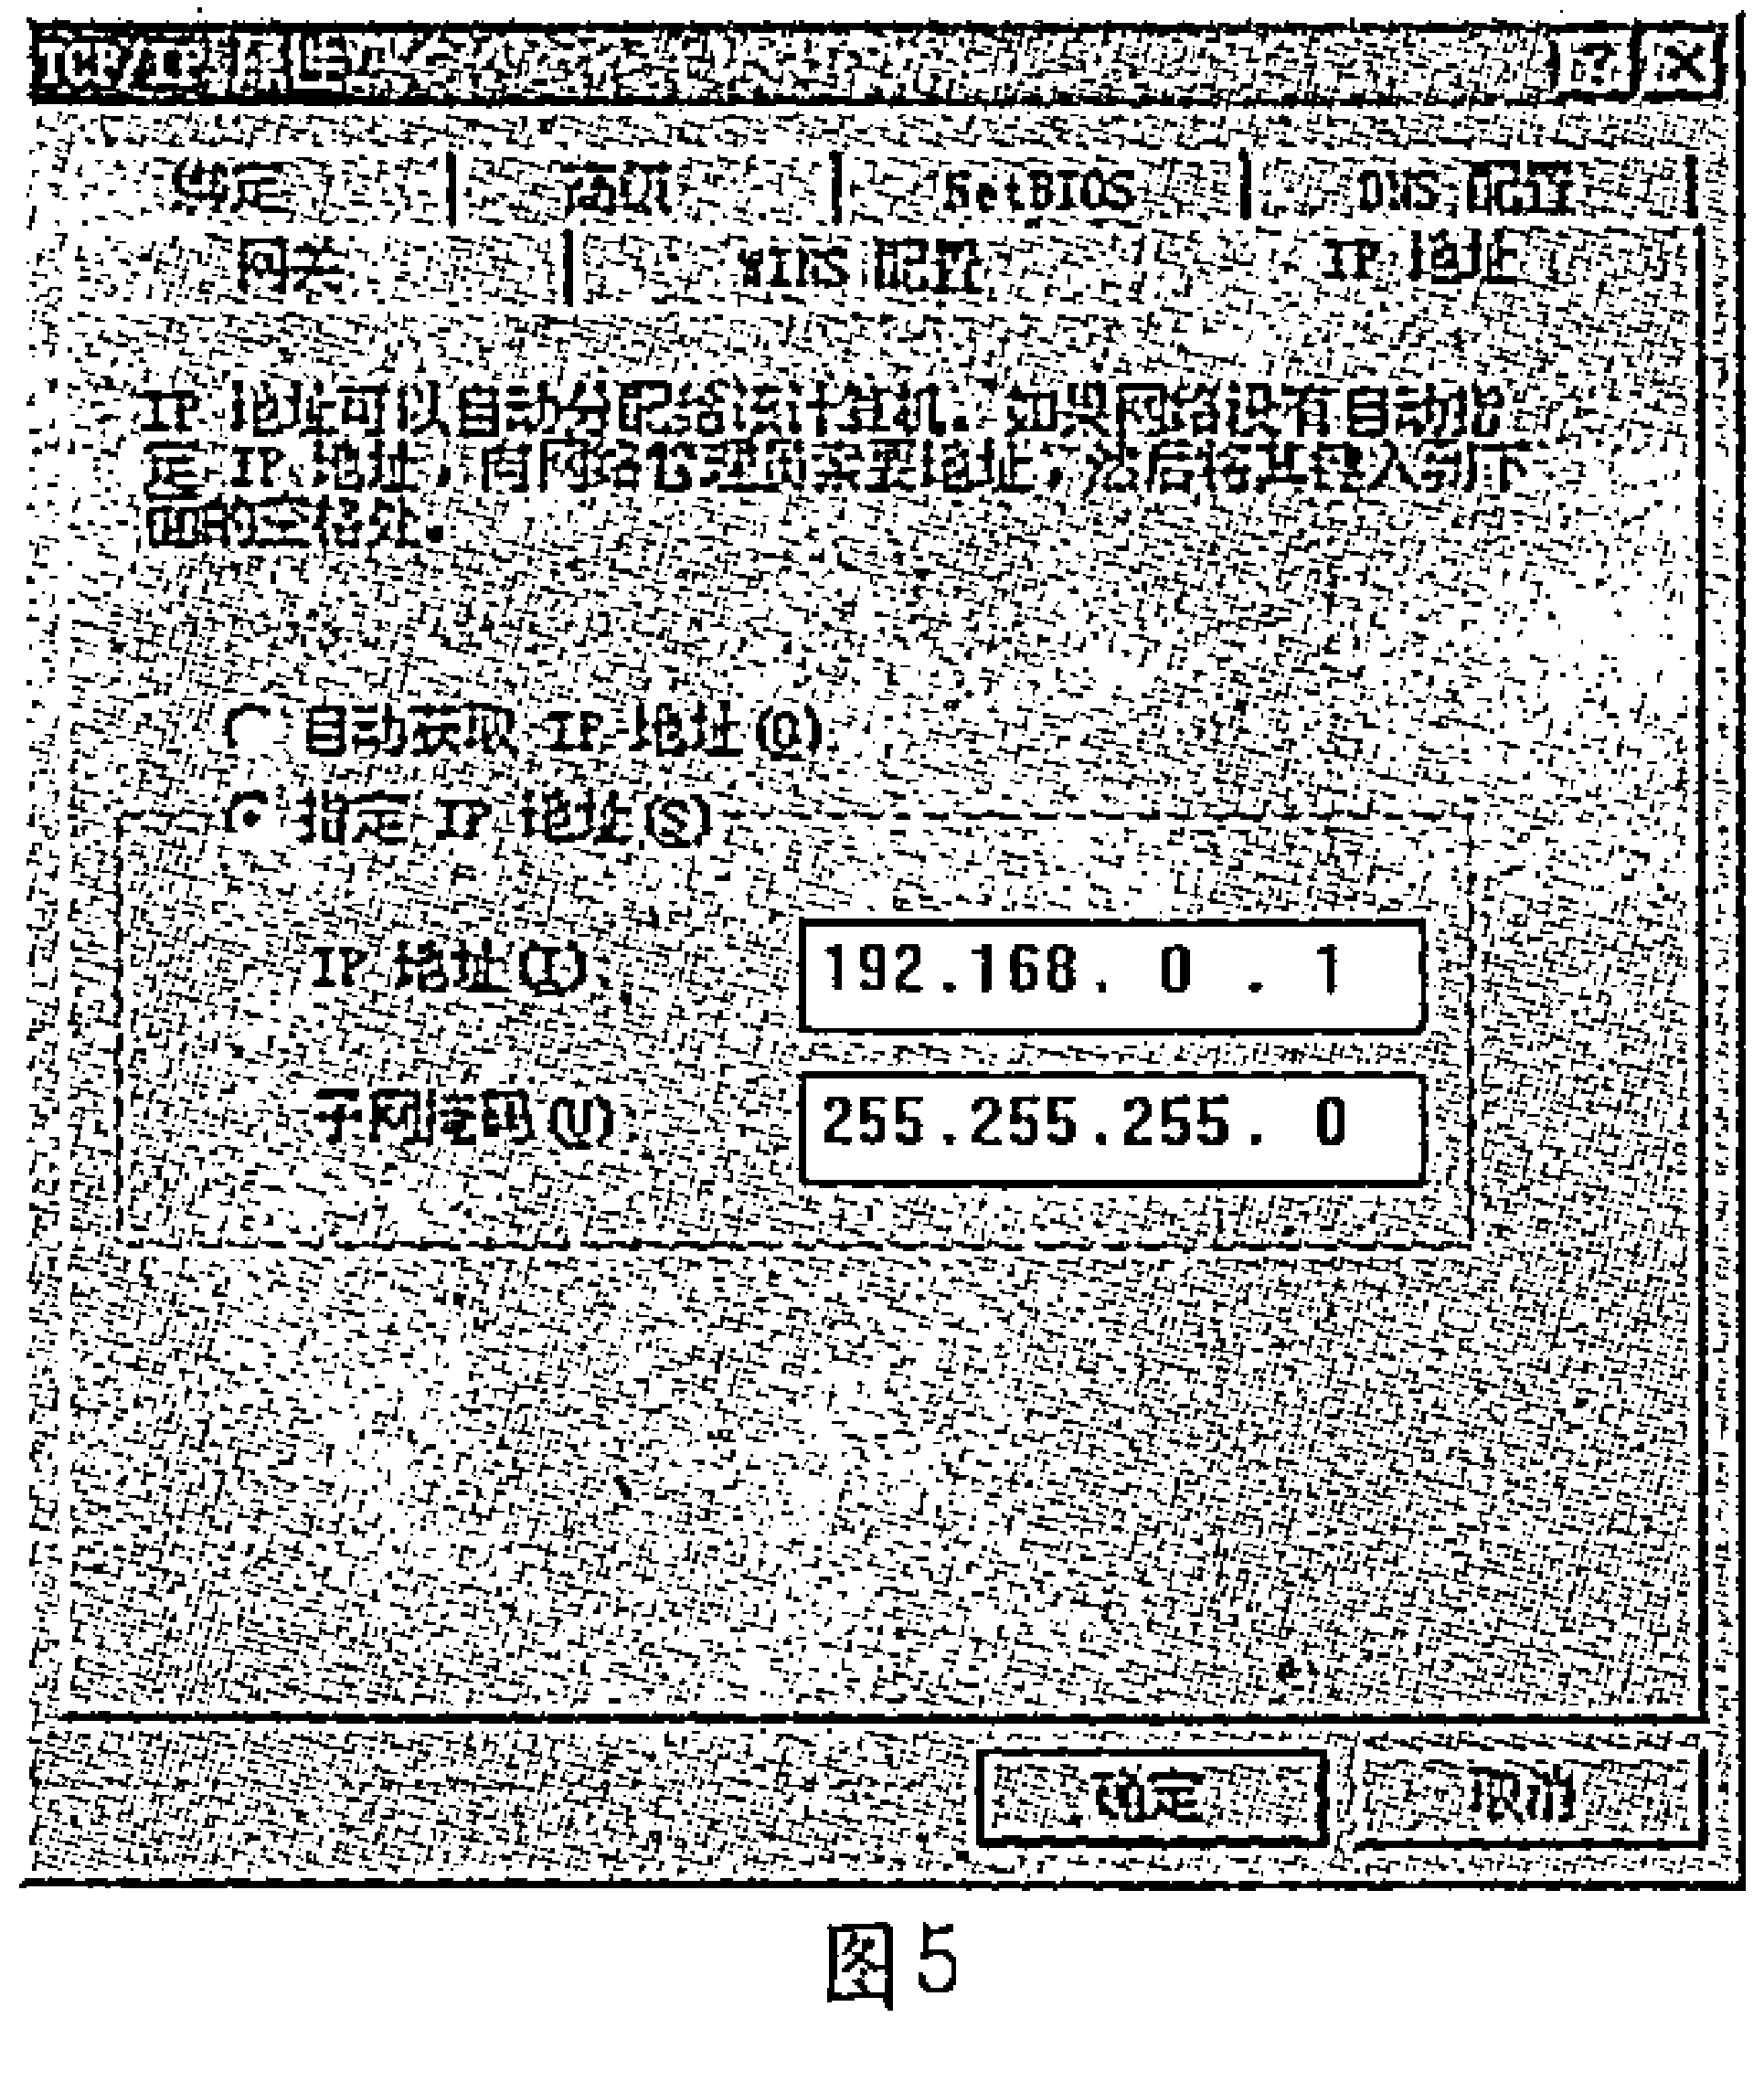 TCP/IP 属性
绑定 高级 NetBIOS DNS 配置
网关 WINS 配置 IP 地址
IP 地址可以自动分配给该计算机. 如果网络没有自动指
定 IP 地址, 向网络管理员索要地址, 然后将其键入到下
面的空格处.
自动获取 IP 地址(O)
指定 IP 地址(S)
IP 地址(I)
192.168. 0 . 1
子网掩码(U)
255.255.255. 0
确定 取消
图5